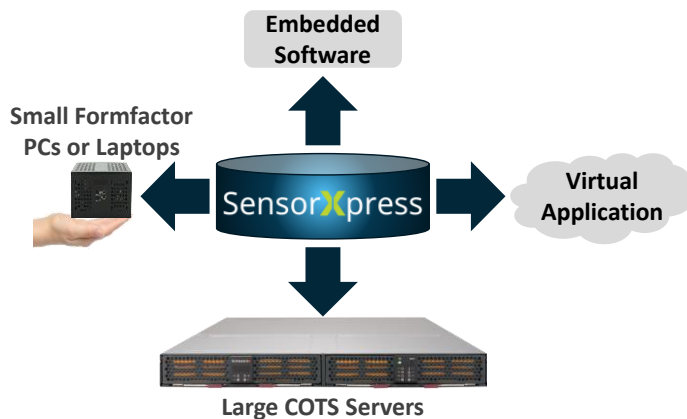 Embedded
Software
Small Formfactor
PCs or Laptops
SensorXpress
Virtual
Application
Large COTS Servers